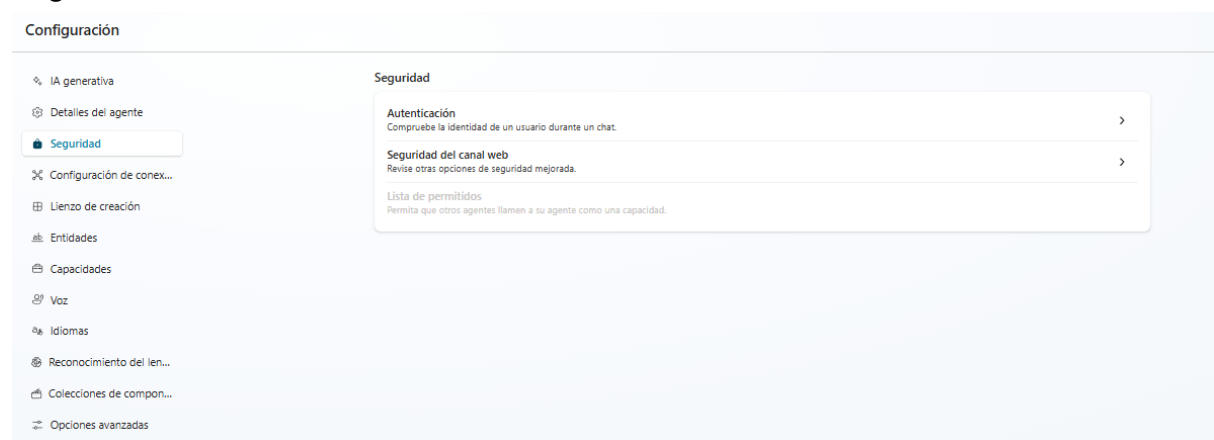 Configuración
IA generativa
Detalles del agente
Seguridad
Configuración de conex...
Lienzo de creación
Entidades
Capacidades
Voz
Idiomas
Reconocimiento del len...
Colecciones de compon...
Opciones avanzadas
Seguridad
Autenticación
Compruebe la identidad de un usuario durante un chat.
Seguridad del canal web
Revise otras opciones de seguridad mejorada.
Lista de permitidos
Permita que otros agentes llamen a su agente como una capacidad.